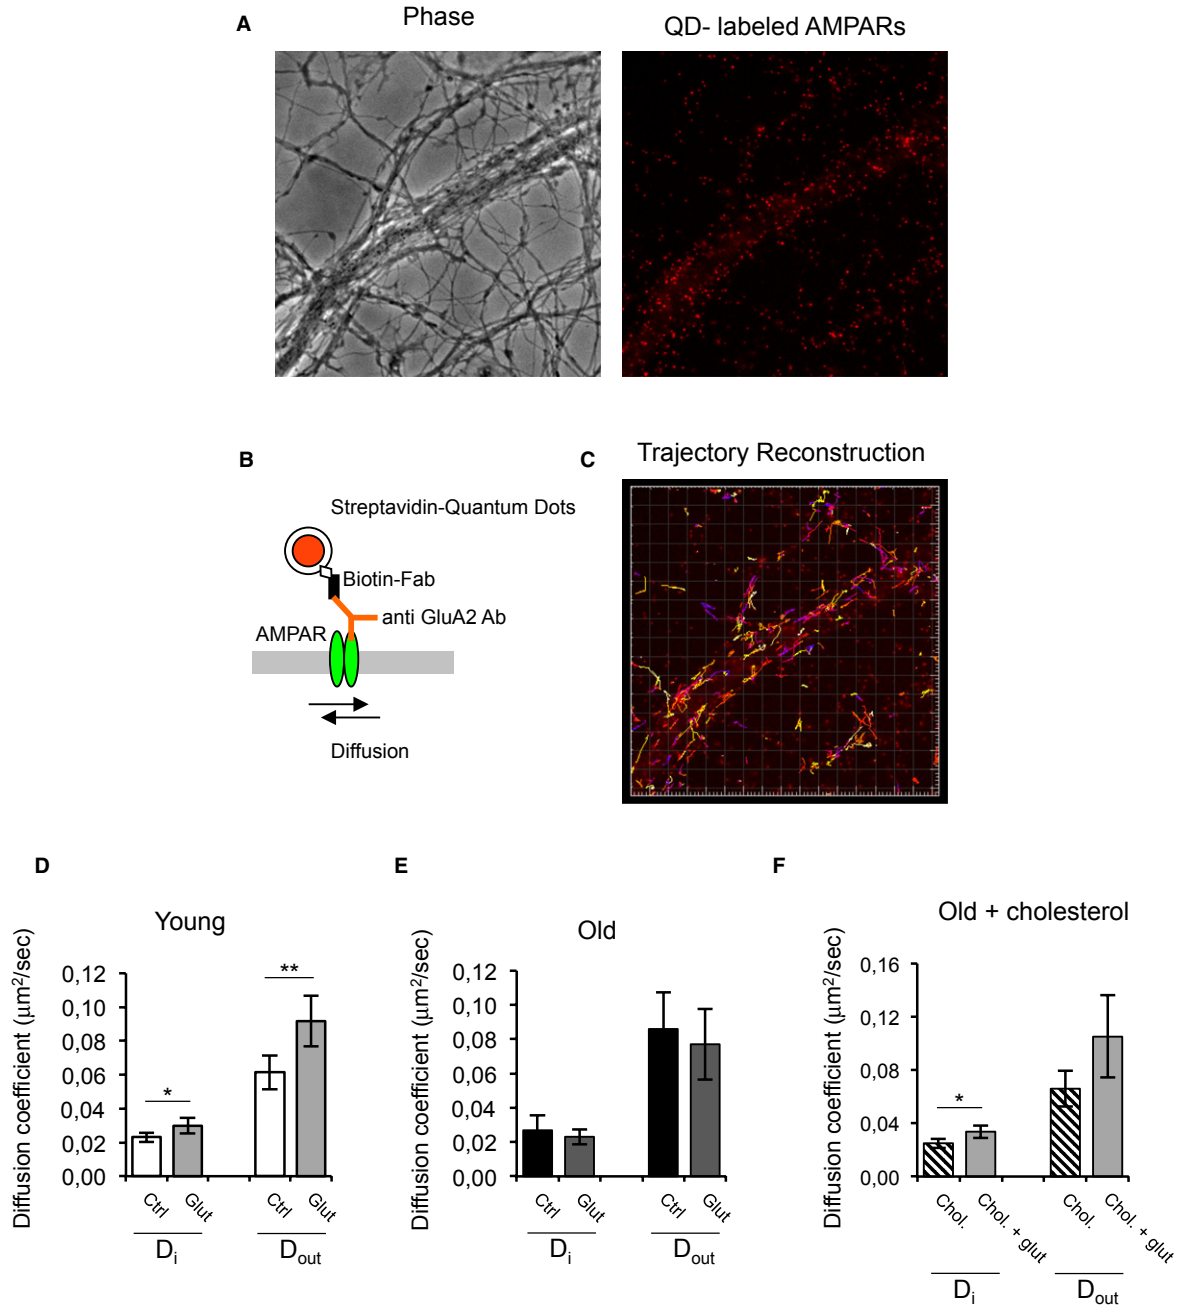 A
Phase
QD- labeled AMPARs
B
Streptavidin-Quantum Dots
Biotin-Fab
anti GluA2 Ab
AMPAR
Diffusion
C
Trajectory Reconstruction
D
Young
Diffusion coefficient (μm²/sec)
0,12
0,10
0,08
0,06
0,04
0,02
0,00
*
**
Ctrl
Glut
Ctrl
Glut
Di
Dout
E
Old
Diffusion coefficient (μm²/sec)
0,12
0,10
0,08
0,06
0,04
0,02
0,00
Ctrl
Glut
Ctrl
Glut
Di
Dout
F
Old + cholesterol
Diffusion coefficient (μm²/sec)
0,16
0,12
0,08
0,04
0,00
*
Chol.
Chol. + glut
Chol.
Chol. + glut
Di
Dout